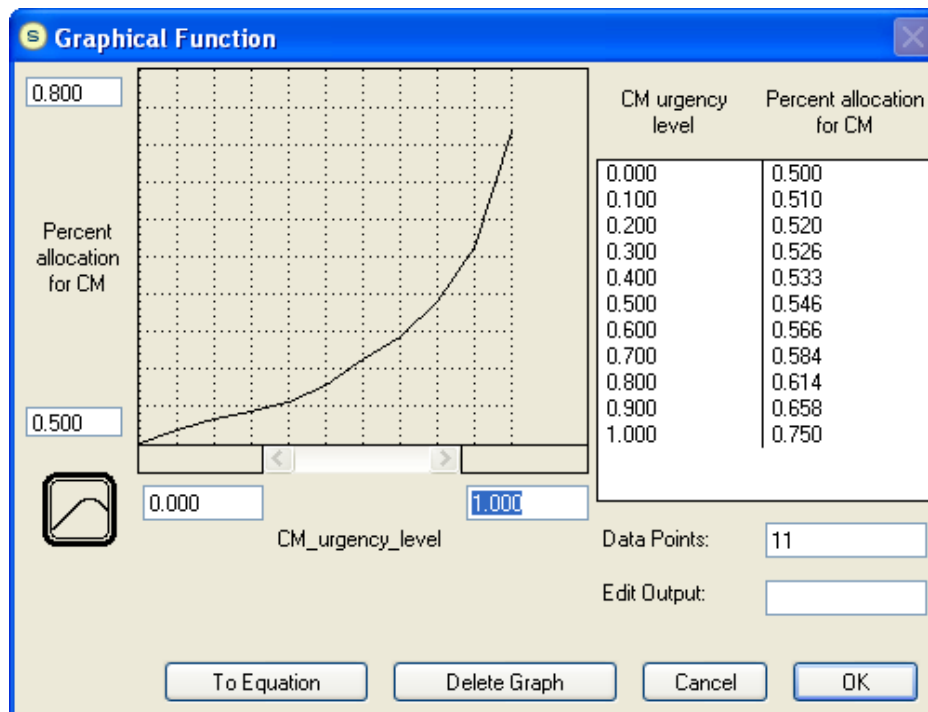 S Graphical Function
0.800
Percent
allocation
for CM
0.500
0.000 1.000
CM_urgency_level
CM urgency Percent allocation
level for CM
0.000 0.500
0.100 0.510
0.200 0.520
0.300 0.526
0.400 0.533
0.500 0.546
0.600 0.566
0.700 0.584
0.800 0.614
0.900 0.658
1.000 0.750
Data Points: 11
Edit Output:
To Equation Delete Graph Cancel OK